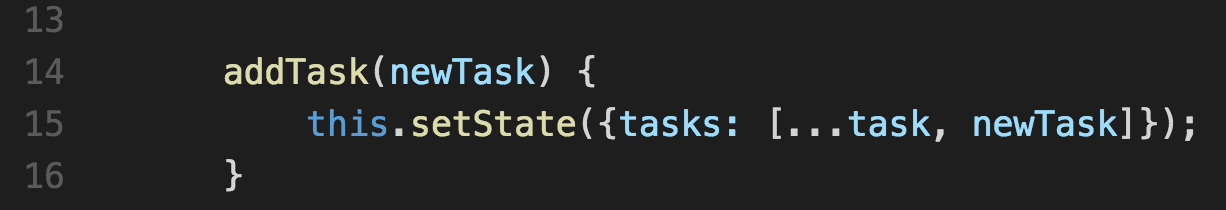 13
14 addTask(newTask) {
15 this.setState({tasks: [...task, newTask]});
16 }